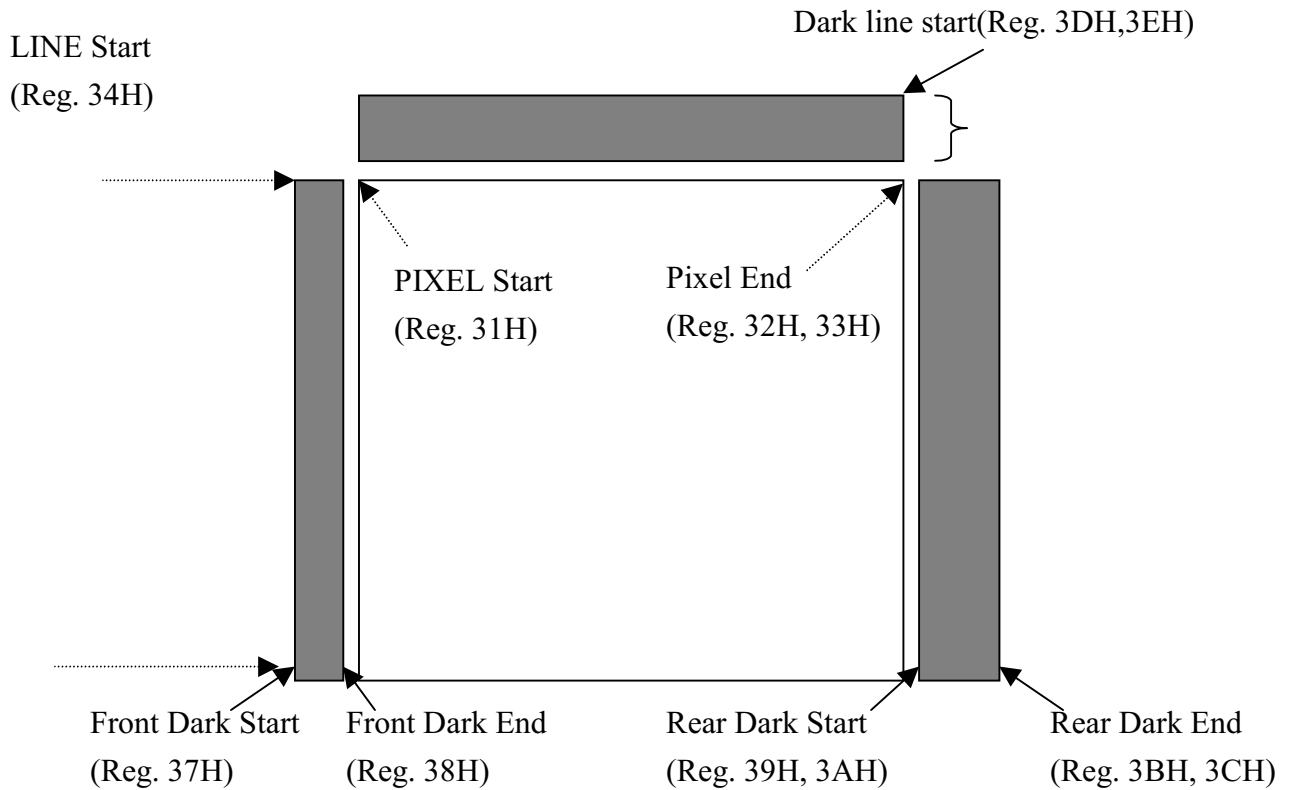 Dark line start(Reg. 3DH,3EH)
LINE Start
(Reg. 34H)
PIXEL Start
(Reg. 31H)
Pixel End
(Reg. 32H, 33H)
Front Dark Start
(Reg. 37H)
Front Dark End
(Reg. 38H)
Rear Dark Start
(Reg. 39H, 3AH)
Rear Dark End
(Reg. 3BH, 3CH)